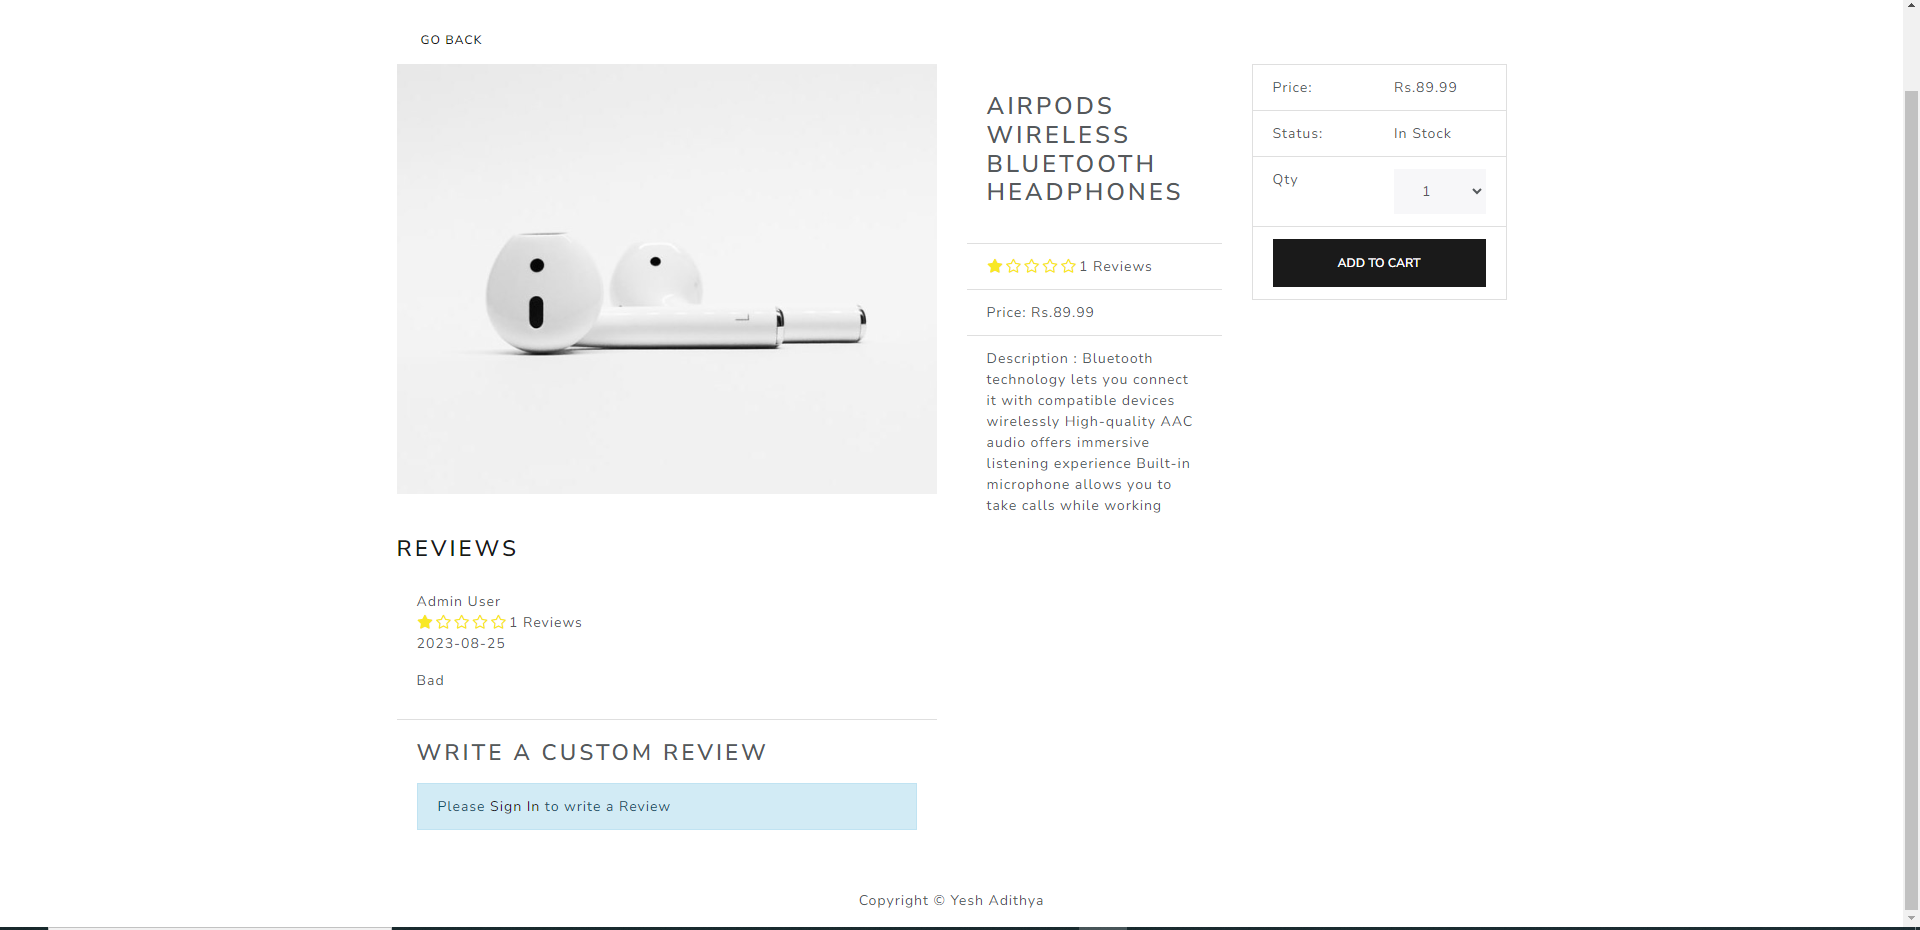 GO BACK
AIRPODS
WIRELESS
BLUETOOTH
HEADPHONES
1 Reviews
Price: Rs.89.99
Description : Bluetooth
technology lets you connect
it with compatible devices
wirelessly High-quality AAC
audio offers immersive
listening experience Built-in
microphone allows you to
take calls while working
Price: Rs.89.99
Status: In Stock
Qty 1
ADD TO CART
REVIEWS
Admin User
1 Reviews
2023-08-25
Bad
WRITE A CUSTOM REVIEW
Please Sign In to write a Review
Copyright © Yesh Adithya